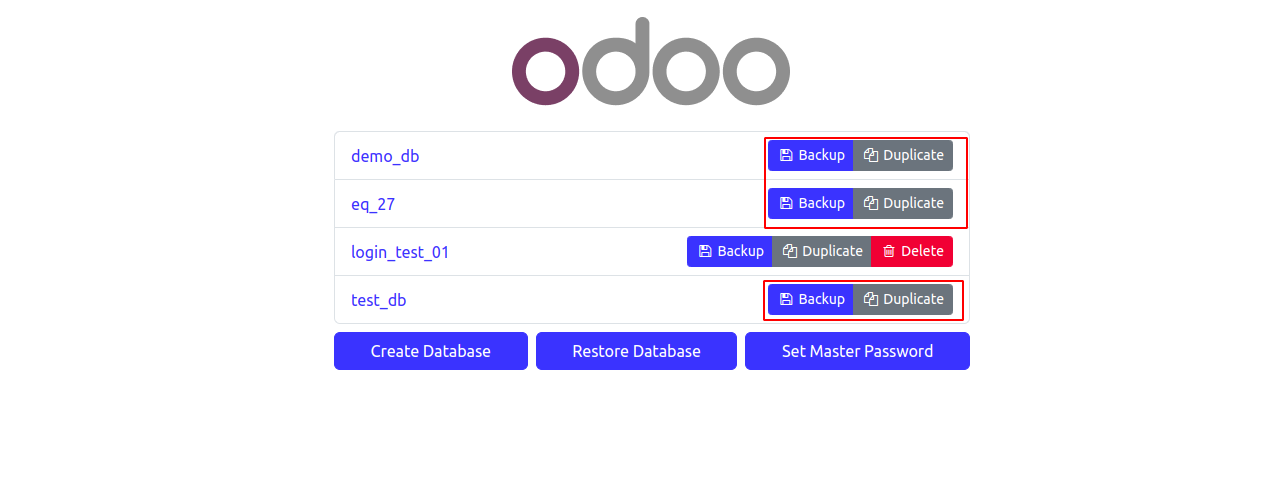 odoo
demo_db Backup Duplicate
eq_27 Backup Duplicate
login_test_01 Backup Duplicate Delete
test_db Backup Duplicate
Create Database Restore Database Set Master Password